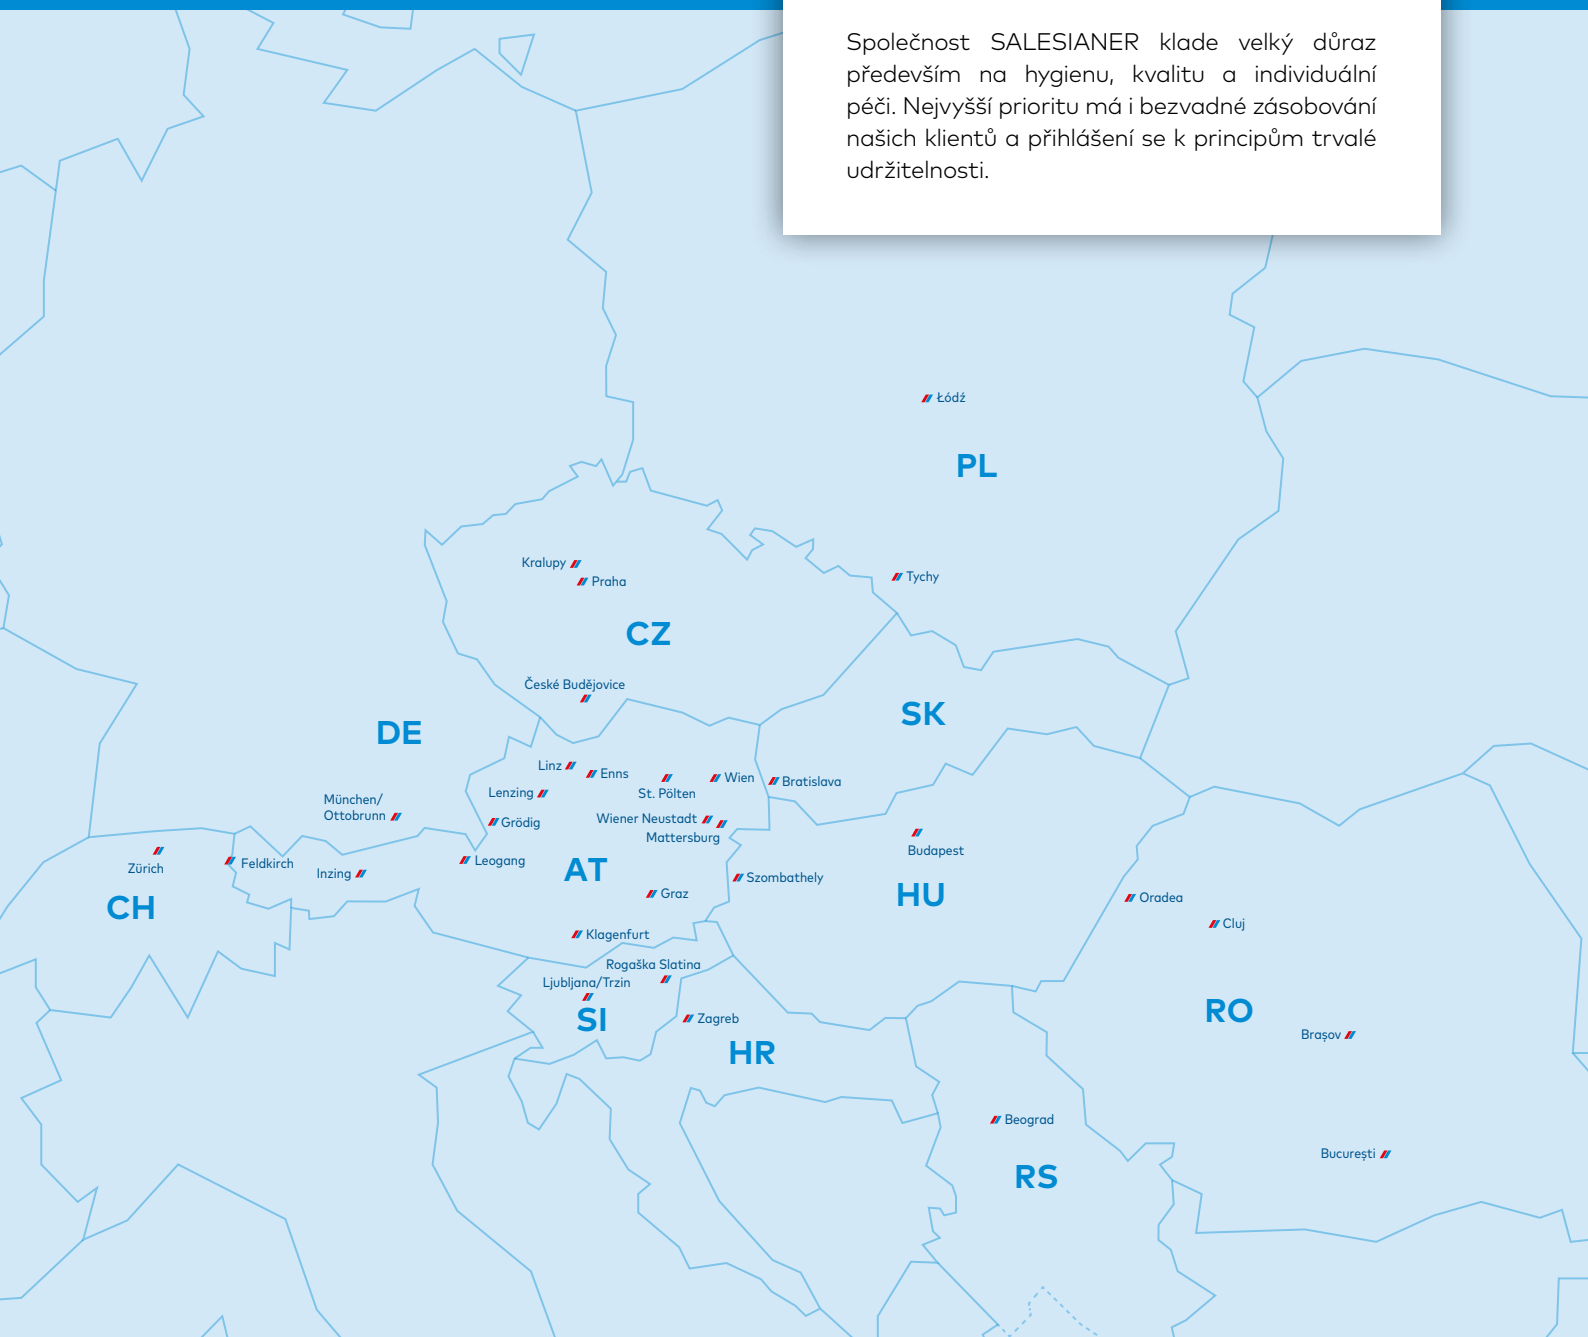 Společnost SALESIANER klade velký důraz
především na hygienu, kvalitu a individuální
péči. Nejvyšší prioritu má i bezvadné zásobování
našich klientů a přihlášení se k principům trvalé
udržitelnosti.
Łódź
PL
Kralupy
Praha
Tychy
CZ
České Budějovice
SK
DE
Linz
Enns
Wien
Bratislava
Lenzing
St. Pölten
München/
Ottobrunn
Grödig
Wiener Neustadt
Mattersburg
Budapest
Zürich
Feldkirch
Inzing
Leogang
AT
Szombathely
HU
Graz
Oradea
CH
Cluj
Klagenfurt
Rogaška Slatina
Ljubljana/Trzin
SI
Zagreb
RO
Brașov
HR
Beograd
București
RS